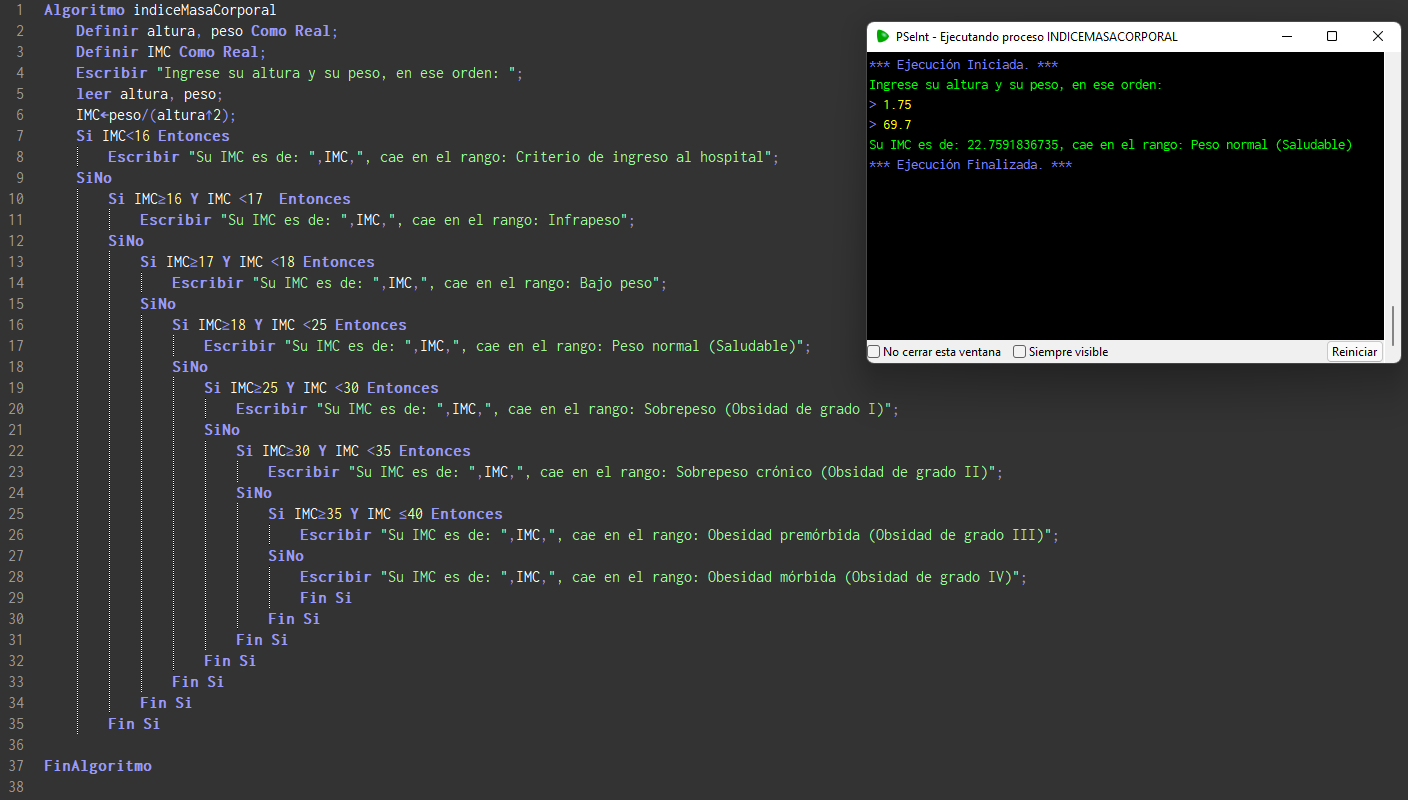 1 Algoritmo indiceMasaCorporal
2 Definir altura, peso Como Real;
3 Definir IMC Como Real;
4 Escribir "Ingrese su altura y su peso, en ese orden: ";
5 leer altura, peso;
6 IMC←peso/(altura↑2);
7 Si IMC<16 Entonces
8 Escribir "Su IMC es de: ",IMC,", cae en el rango: Criterio de ingreso al hospital";
9 SiNo
10 Si IMC≥16 Y IMC <17  Entonces
11 Escribir "Su IMC es de: ",IMC,", cae en el rango: Infrapeso";
12 SiNo
13 Si IMC≥17 Y IMC <18 Entonces
14 Escribir "Su IMC es de: ",IMC,", cae en el rango: Bajo peso";
15 SiNo
16 Si IMC≥18 Y IMC <25 Entonces
17 Escribir "Su IMC es de: ",IMC,", cae en el rango: Peso normal (Saludable)";
18 SiNo
19 Si IMC≥25 Y IMC <30 Entonces
20 Escribir "Su IMC es de: ",IMC,", cae en el rango: Sobrepeso (Obsidad de grado I)";
21 SiNo
22 Si IMC≥30 Y IMC <35 Entonces
23 Escribir "Su IMC es de: ",IMC,", cae en el rango: Sobrepeso crónico (Obsidad de grado II)";
24 SiNo
25 Si IMC≥35 Y IMC ≤40 Entonces
26 Escribir "Su IMC es de: ",IMC,", cae en el rango: Obesidad premórbida (Obsidad de grado III)";
27 SiNo
28 Escribir "Su IMC es de: ",IMC,", cae en el rango: Obesidad mórbida (Obsidad de grado IV)";
29 Fin Si
30 Fin Si
31 Fin Si
32 Fin Si
33 Fin Si
34 Fin Si
35 Fin Si
36
37 FinAlgoritmo
38
PSeInt - Ejecutando proceso INDICEMASACORPORAL
*** Ejecución Iniciada. ***
Ingrese su altura y su peso, en ese orden:
> 1.75
> 69.7
Su IMC es de: 22.7591836735, cae en el rango: Peso normal (Saludable)
*** Ejecución Finalizada. ***
No cerrar esta ventana Siempre visible Reiniciar